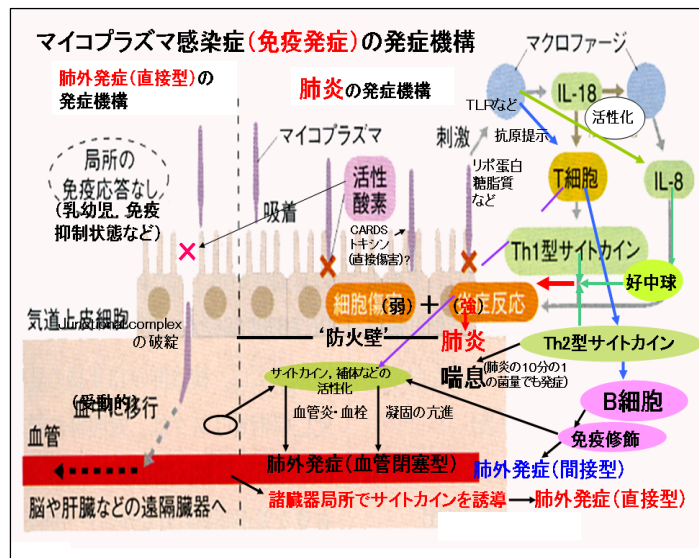 マイコプラズマ感染症(免疫発症)の発症機構
肺外発症(直接型)の
発症機構
肺炎の発症機構
マクロファージ
IL-18
TLRなど
活性化
抗原提示
刺激
マイコプラズマ
局所の
免疫応答なし
(乳幼児,免疫
抑制状態など)
活性
酸素
リポ蛋白
糖脂質
など
T細胞
IL-8
吸着
CARDS
トキシン
(直接傷害)?
Th1型サイトカイン
好中球
細胞傷害(弱)
+
(強)
免疫反応
気道上皮細胞
Junctional complex
の破綻
'防火壁'
肺炎
Th2型サイトカイン
喘息
(肺炎の10分の1
の菌量でも発症)
サイトカイン,補体などの
活性化
B細胞
(受動的)
血中に移行
血管炎・血栓
凝固の亢進
免疫修飾
血管
肺外発症(血管閉塞型)
肺外発症(間接型)
脳や肝臓などの遠隔臓器へ
諸臓器局所でサイトカインを誘導
肺外発症(直接型)